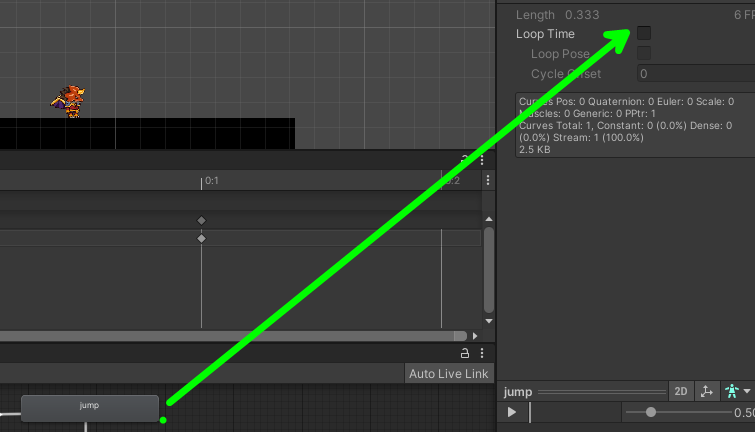 Length 0.333 6 F
Loop Time
Loop Pose
Cycle Offset 0
Curves Pos: 0 Quaternion: 0 Euler: 0 Scale: 0
Muscles: 0 Generic: 0 PPtr: 1
Curves Total: 1, Constant: 0 (0.0%) Dense: 0
(0.0%) Stream: 1 (100.0%)
2.5 KB
0:1 0:2
Auto Live Link
jump 2D
jump
0.50